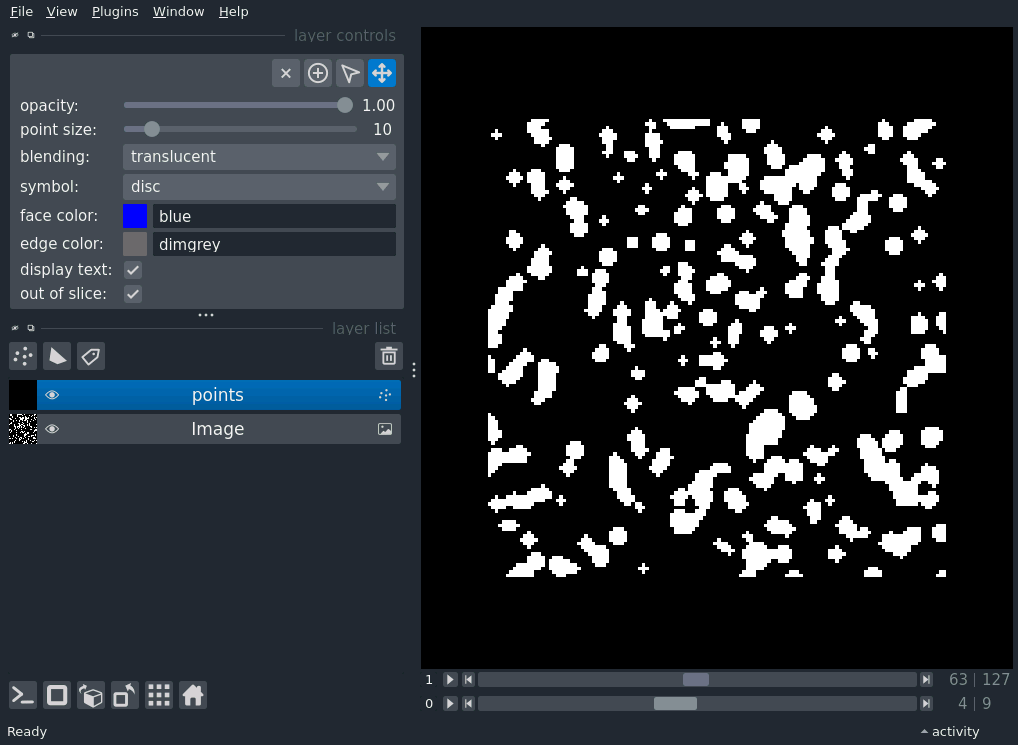 File View Plugins Window Help
layer controls
opacity: 1.00
point size: 10
blending: translucent
symbol: disc
face color: blue
edge color: dimgrey
display text:
out of slice:
layer list
points
Image
1 63 | 127
0 4 | 9
Ready activity